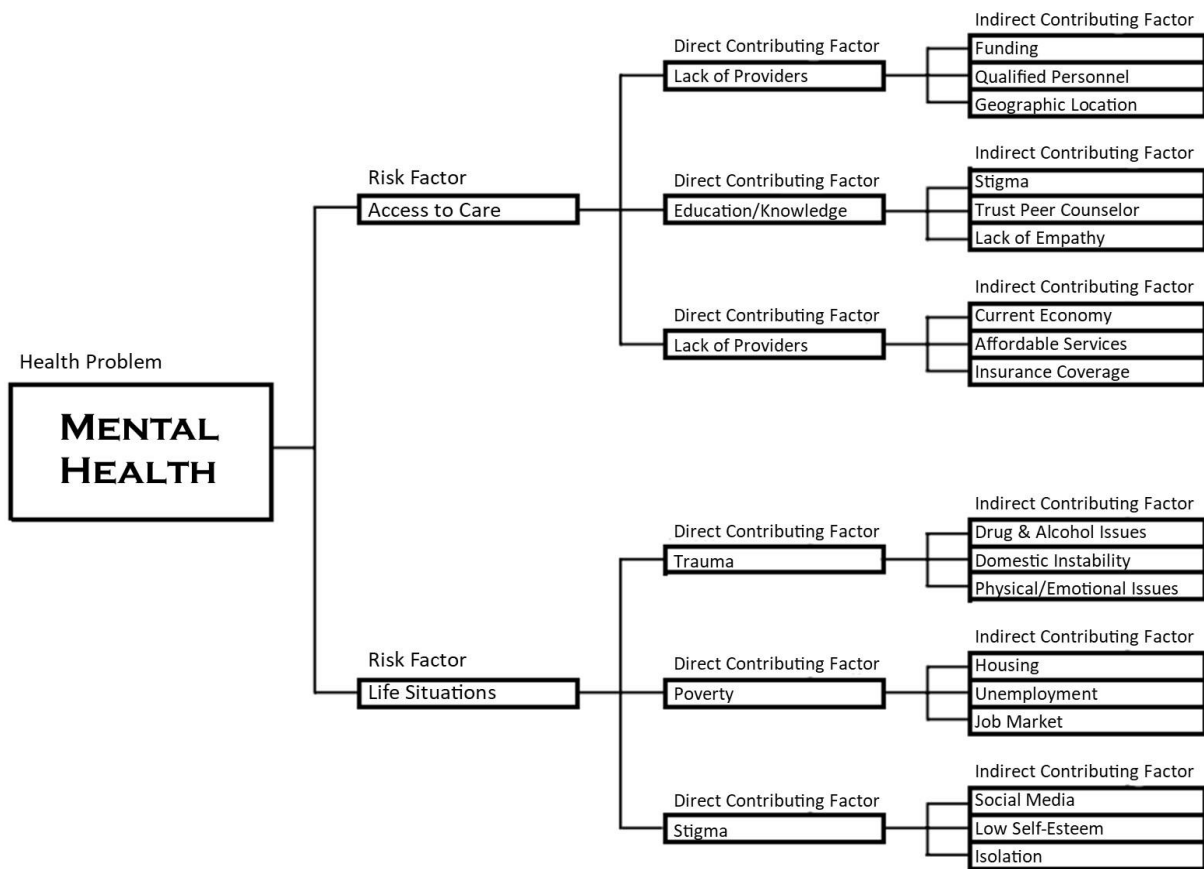 Health Problem
MENTAL
HEALTH
Risk Factor
Access to Care
Direct Contributing Factor
Lack of Providers
Indirect Contributing Factor
Funding
Qualified Personnel
Geographic Location
Direct Contributing Factor
Education/Knowledge
Indirect Contributing Factor
Stigma
Trust Peer Counselor
Lack of Empathy
Direct Contributing Factor
Lack of Providers
Indirect Contributing Factor
Current Economy
Affordable Services
Insurance Coverage
Risk Factor
Life Situations
Direct Contributing Factor
Trauma
Indirect Contributing Factor
Drug & Alcohol Issues
Domestic Instability
Physical/Emotional Issues
Direct Contributing Factor
Poverty
Indirect Contributing Factor
Housing
Unemployment
Job Market
Direct Contributing Factor
Stigma
Indirect Contributing Factor
Social Media
Low Self-Esteem
Isolation